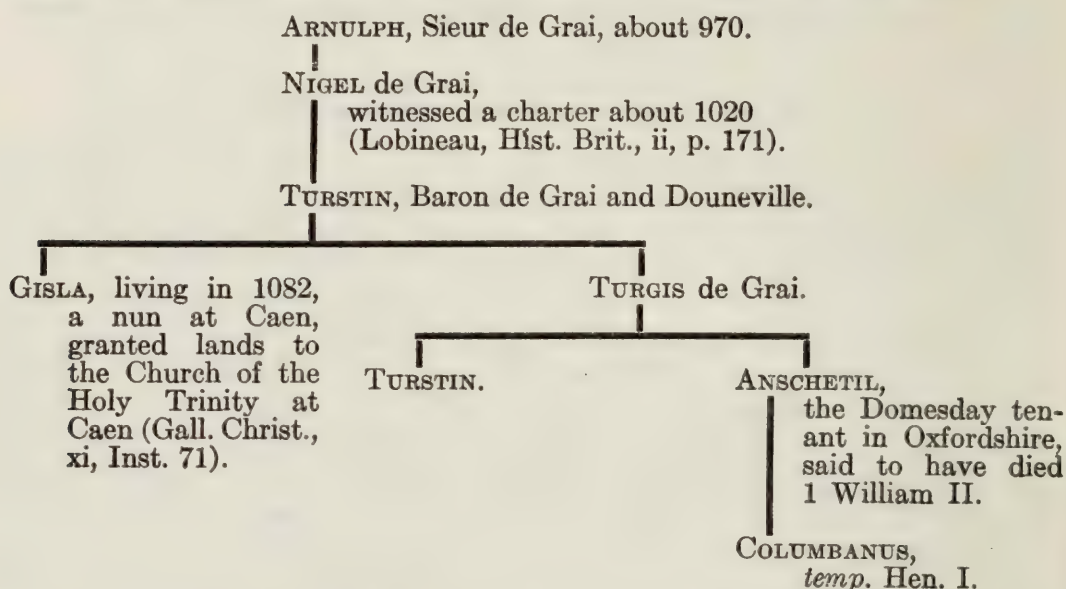 ARNULPH, Sieur de Grai, about 970.
NIGEL de Grai,
witnessed a charter about 1020
(Lobineau, Hist. Brit., ii, p. 171).
TURSTIN, Baron de Grai and Douneville.
GISLA, living in 1082,
a nun at Caen,
granted lands to
the Church of the
Holy Trinity at
Caen (Gall. Christ.,
xi, Inst. 71).
TURGIS de Grai.
TURSTIN.
ANSCHETIL,
the Domesday ten-
ant in Oxfordshire,
said to have died
1 William II.
COLUMBANUS,
temp. Hen. I.